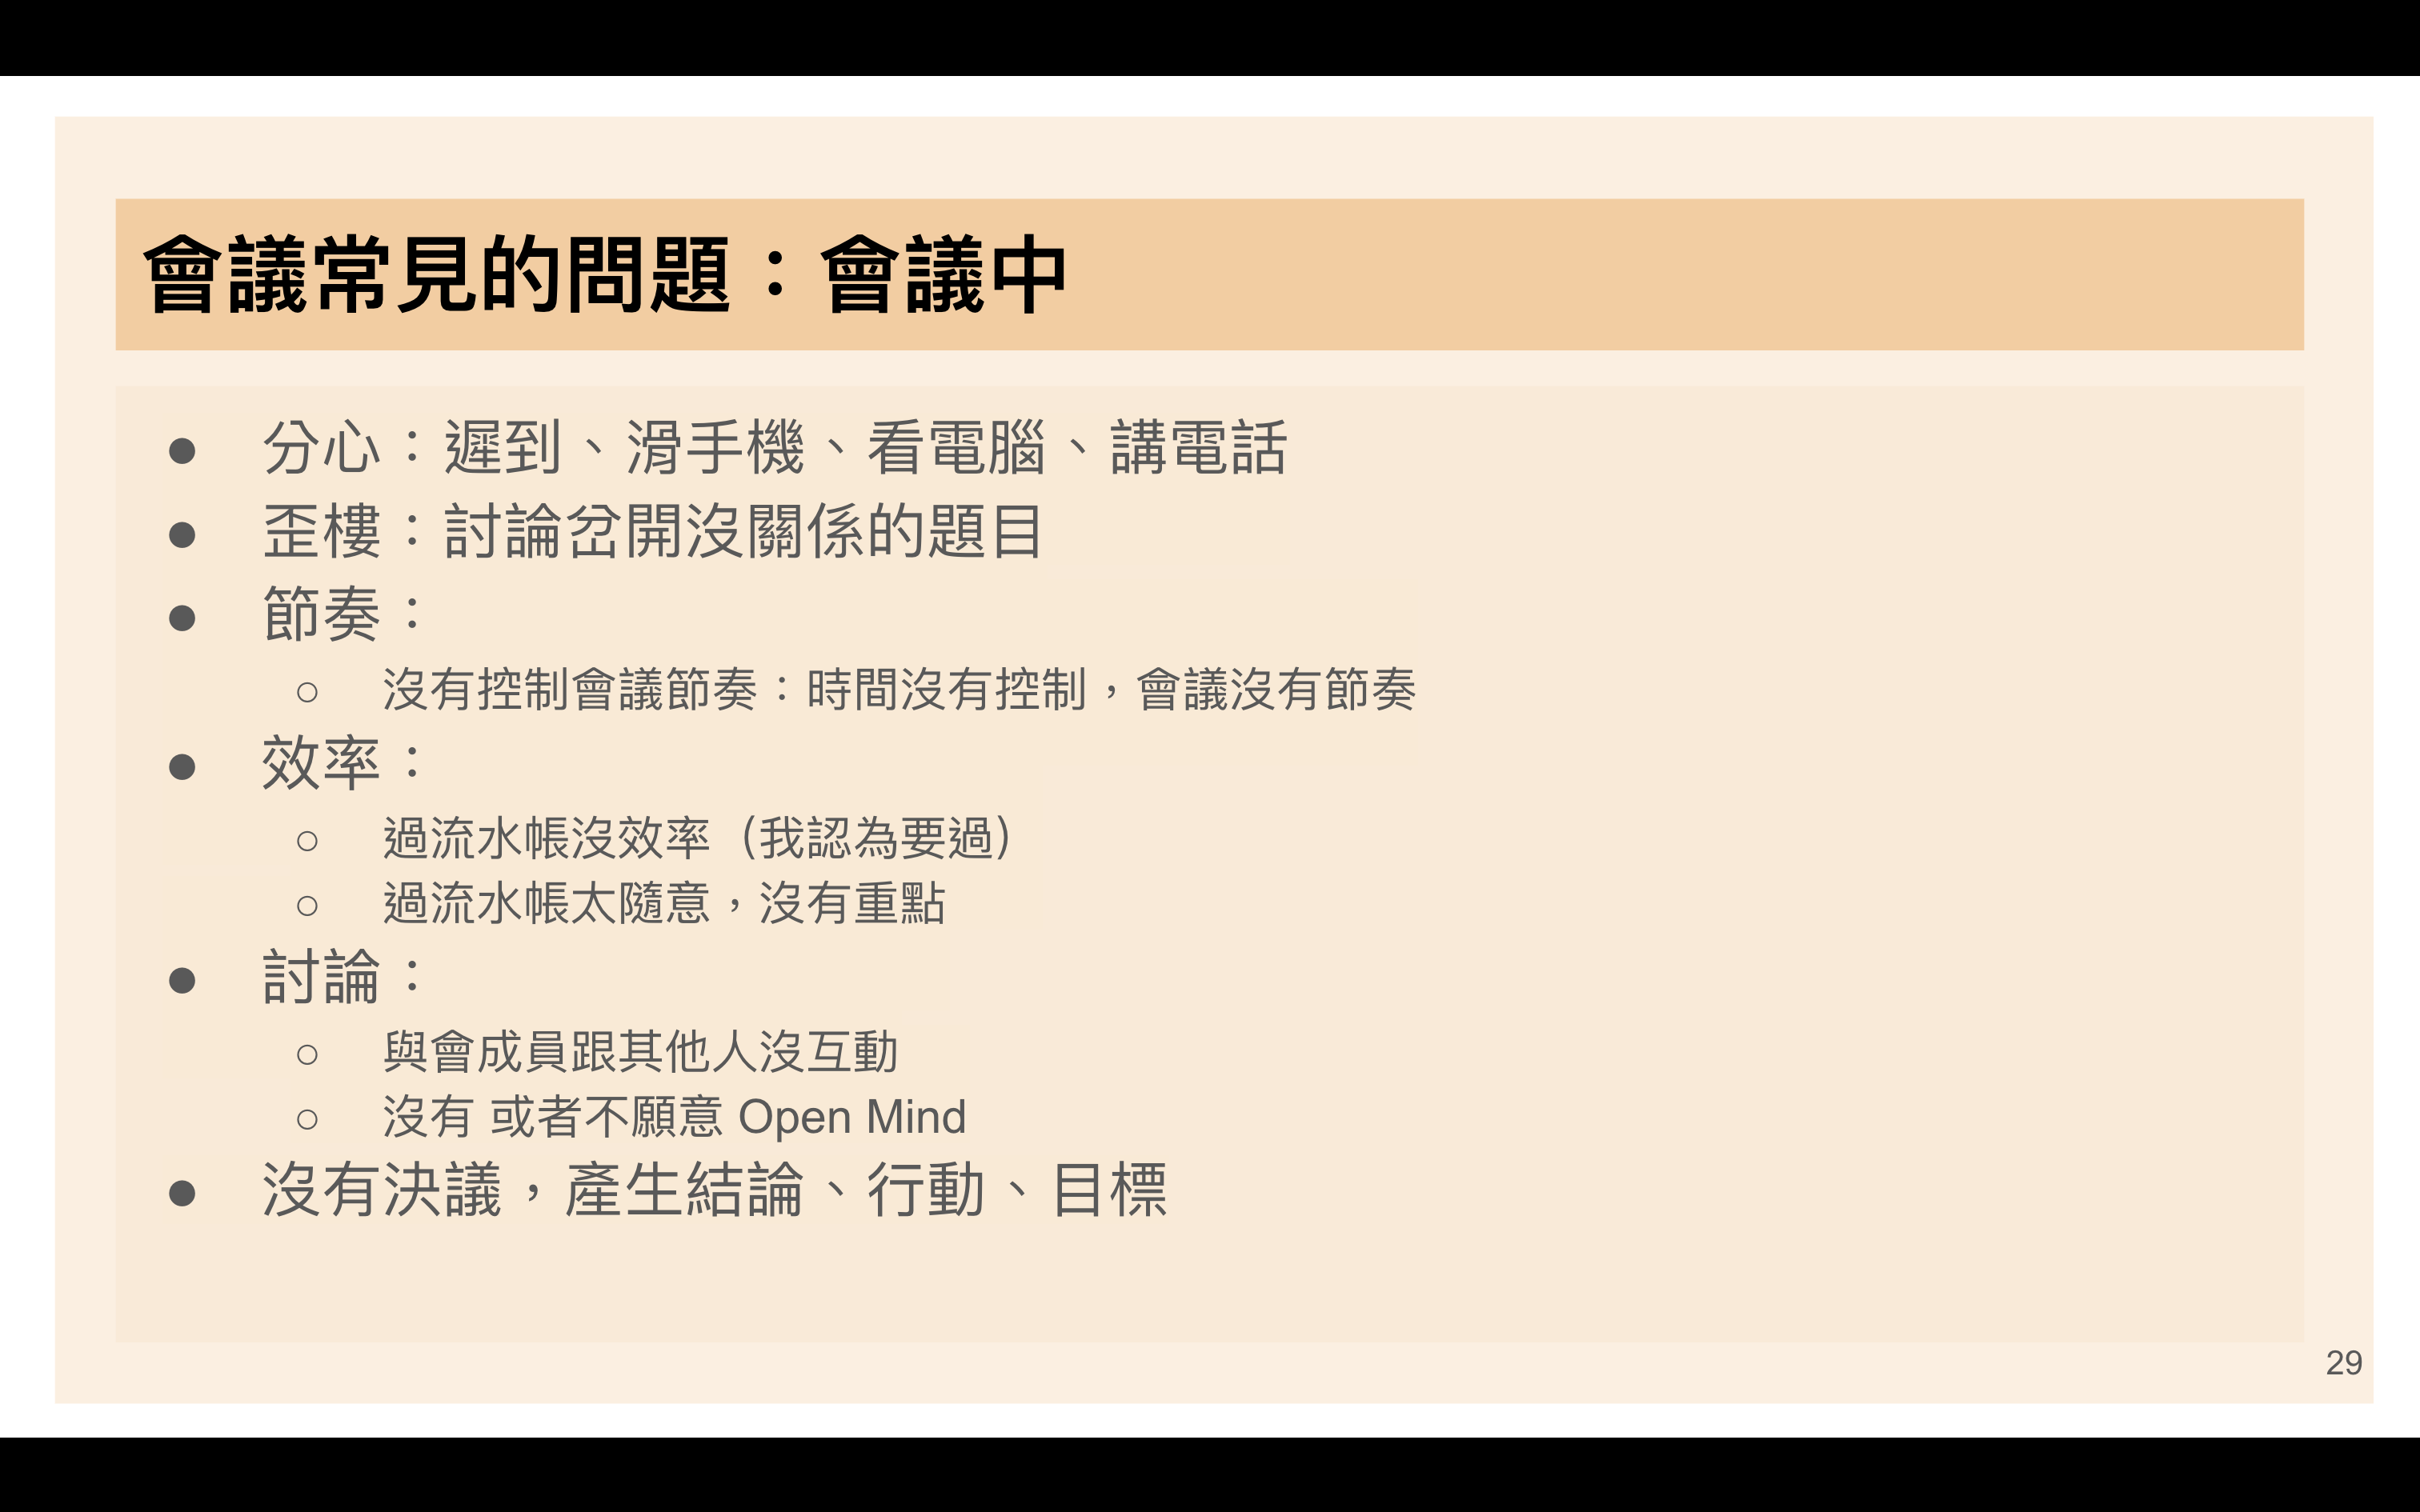 會議常見的問題：會議中
● 分心：遲到、滑手機、看電腦、講電話
● 歪樓：討論忿開沒關係的題目
● 節奏：
○ 沒有控制會議節奏：時間沒有控制，會議沒有節奏
● 效率：
○ 過流水帳沒效率（我認為要過）
○ 過流水帳太隨意，沒有重點
● 討論：
○ 與會成員跟其他人沒互動
○ 沒有 或者不願意 Open Mind
● 沒有決議，產生結論、行動、目標
29